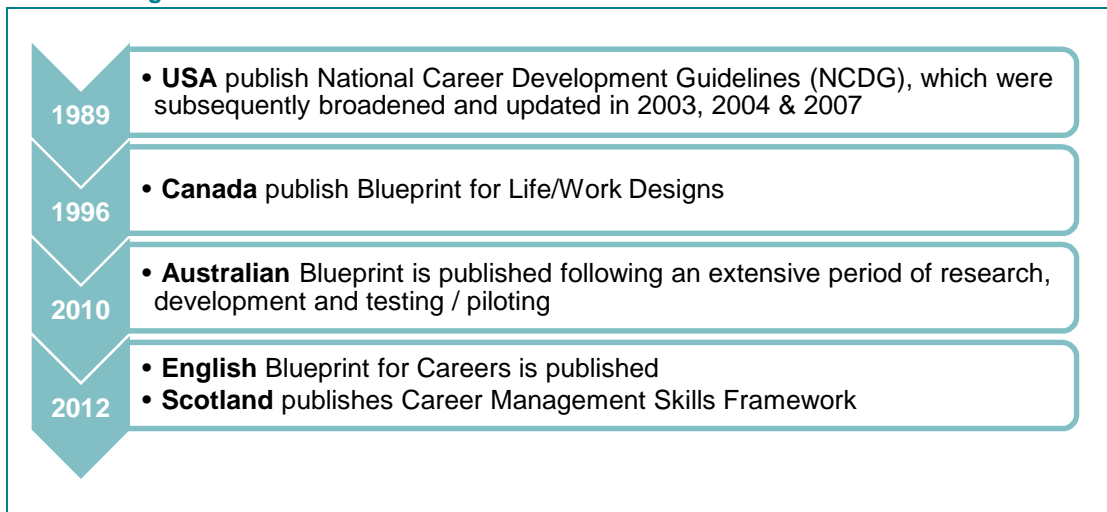 • USA publish National Career Development Guidelines (NCDG), which were
subsequently broadened and updated in 2003, 2004 & 2007
1989
• Canada publish Blueprint for Life/Work Designs
1996
• Australian Blueprint is published following an extensive period of research,
development and testing / piloting
2010
• English Blueprint for Careers is published
• Scotland publishes Career Management Skills Framework
2012